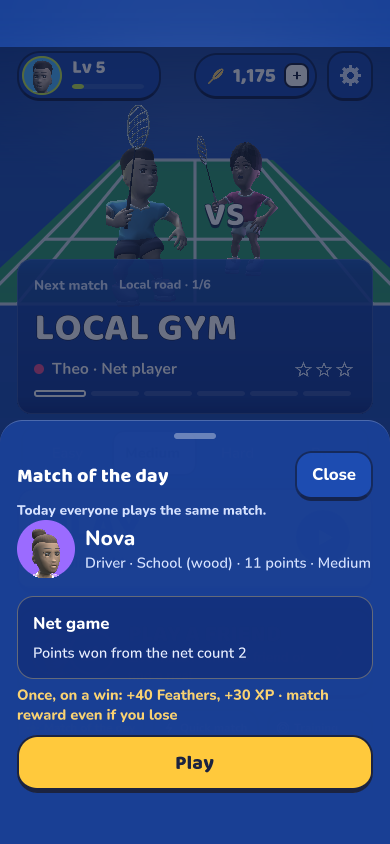 Lv 5
1,175
+
VS
Next match Local road · 1/6
LOCAL GYM
Theo · Net player
Match of the day
Close
Today everyone plays the same match.
Nova
Driver · School (wood) · 11 points · Medium
Net game
Points won from the net count 2
Once, on a win: +40 Feathers, +30 XP · match
reward even if you lose
Play